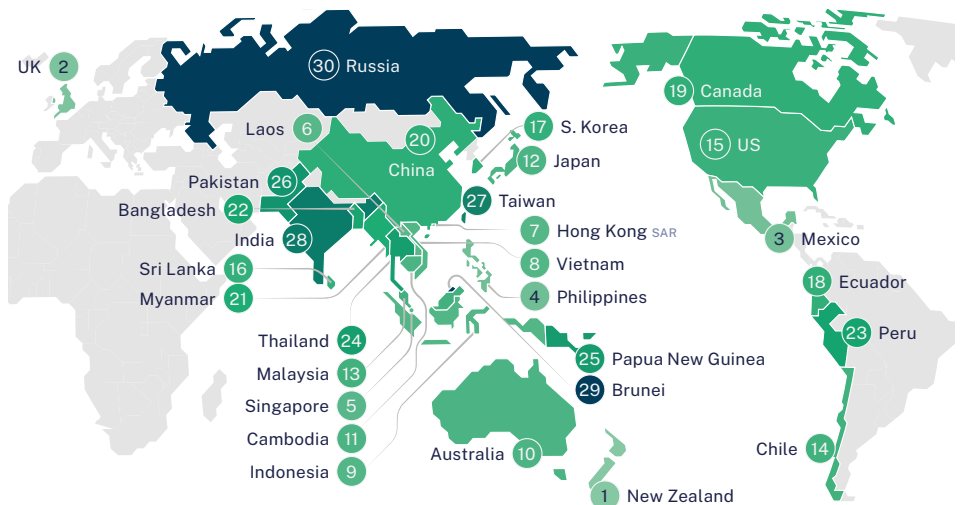 UK 2
30 Russia
19 Canada
Laos 6
20
China
17 S. Korea
15 US
12 Japan
Pakistan 26
27 Taiwan
Bangladesh 22
7 Hong Kong SAR
India 28
3 Mexico
8 Vietnam
Sri Lanka 16
18 Ecuador
Myanmar 21
4 Philippines
23 Peru
Thailand 24
25 Papua New Guinea
Malaysia 13
29 Brunei
Singapore 5
Cambodia 11
Chile 14
Australia 10
Indonesia 9
1 New Zealand